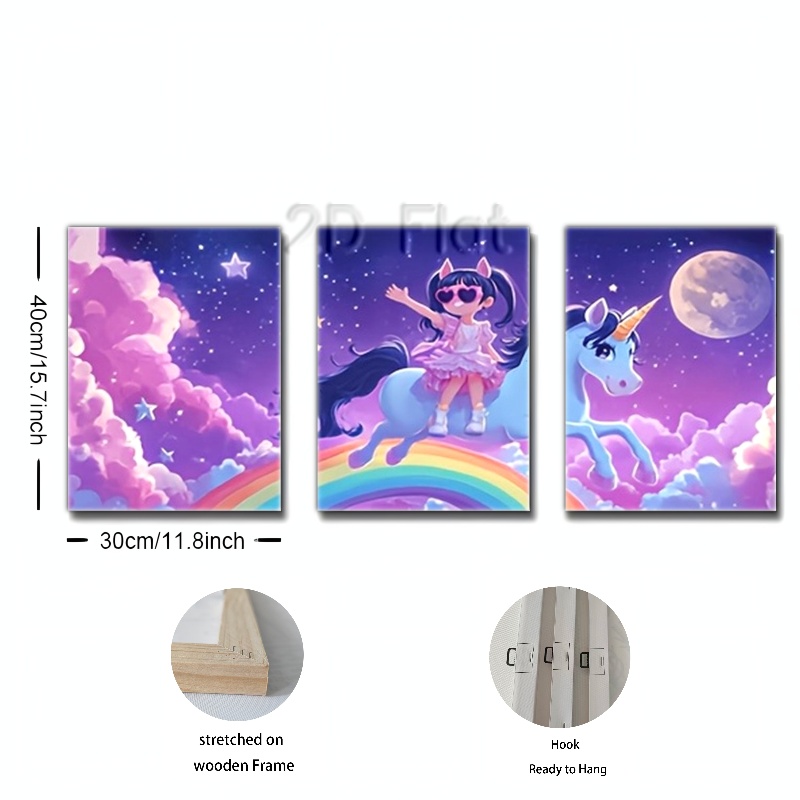 2D Flat
40cm/15.7inch
30cm/11.8inch
stretched on
wooden Frame
Hook
Ready to Hang